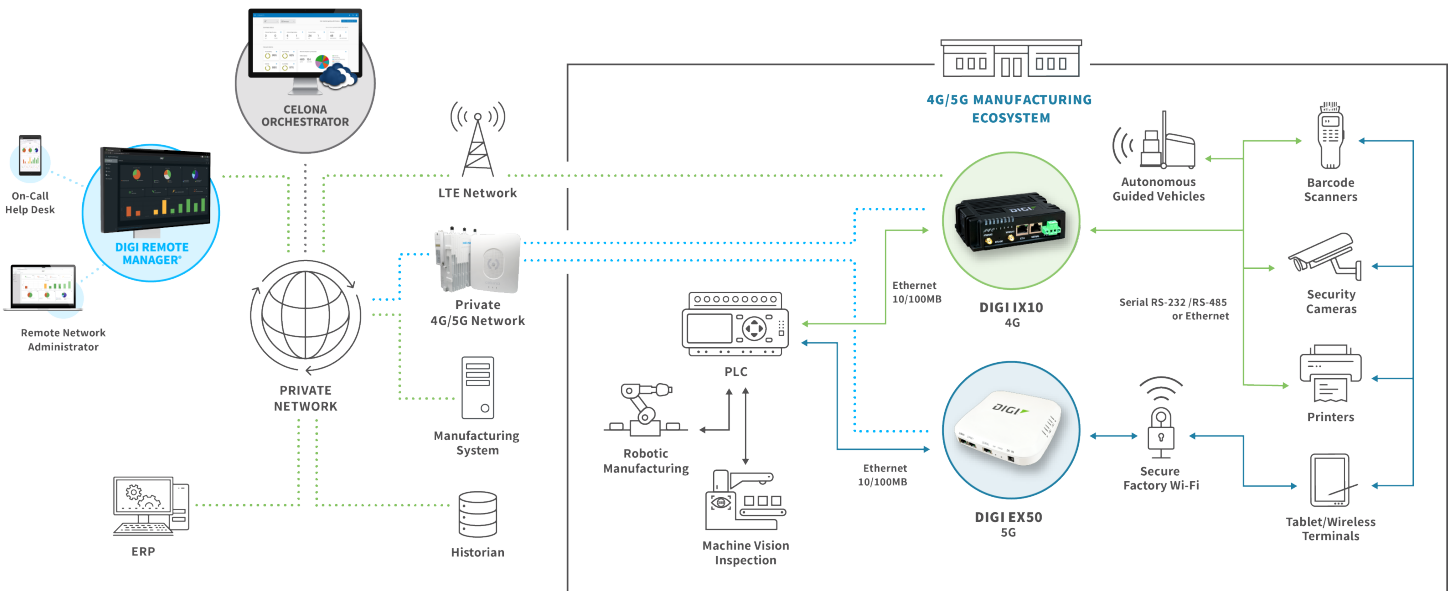 CELONA
ORCHESTRATOR
On-Call
Help Desk
DIGI REMOTE
MANAGER®
Remote Network
Administrator
LTE Network
Private
4G/5G Network
PRIVATE
NETWORK
Manufacturing
System
ERP
Historian
4G/5G MANUFACTURING
ECOSYSTEM
DIGI
DIGI IX10
4G
Ethernet
10/100MB
PLC
Robotic
Manufacturing
Machine Vision
Inspection
Ethernet
10/100MB
DIGI
DIGI EX50
5G
Autonomous
Guided Vehicles
Barcode
Scanners
Security
Cameras
Serial RS-232 /RS-485
or Ethernet
Printers
Secure
Factory Wi-Fi
Tablet/Wireless
Terminals